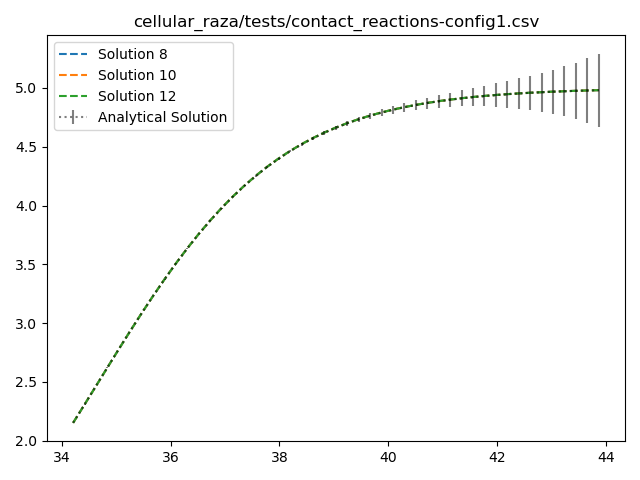 cellular_raza/tests/contact_reactions-config1.csv
Solution 8
Solution 10
Solution 12
Analytical Solution
5.0
4.5
4.0
3.5
3.0
2.5
2.0
34 36 38 40 42 44